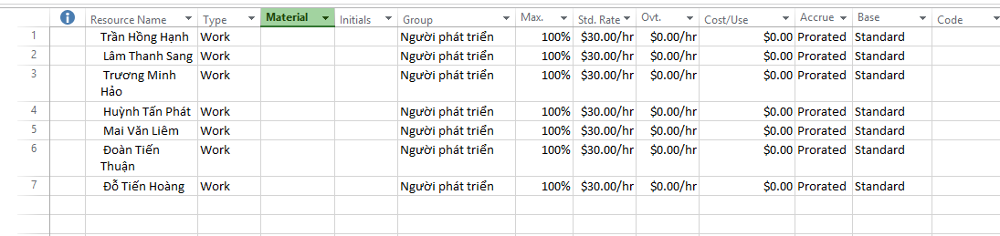 Resource Name Type Material Initials Group Max. Std. Rate Ovt. Cost/Use Accrue Base Code
1 Trần Hồng Hạnh Work Người phát triển 100% $30.00/hr $0.00/hr $0.00 Prorated Standard
2 Lâm Thanh Sang Work Người phát triển 100% $30.00/hr $0.00/hr $0.00 Prorated Standard
3 Trương Minh Work Người phát triển 100% $30.00/hr $0.00/hr $0.00 Prorated Standard
Hảo
4 Huỳnh Tấn Phát Work Người phát triển 100% $30.00/hr $0.00/hr $0.00 Prorated Standard
5 Mai Văn Liêm Work Người phát triển 100% $30.00/hr $0.00/hr $0.00 Prorated Standard
6 Đoàn Tiến Work Người phát triển 100% $30.00/hr $0.00/hr $0.00 Prorated Standard
Thuận
7 Đỗ Tiến Hoàng Work Người phát triển 100% $30.00/hr $0.00/hr $0.00 Prorated Standard